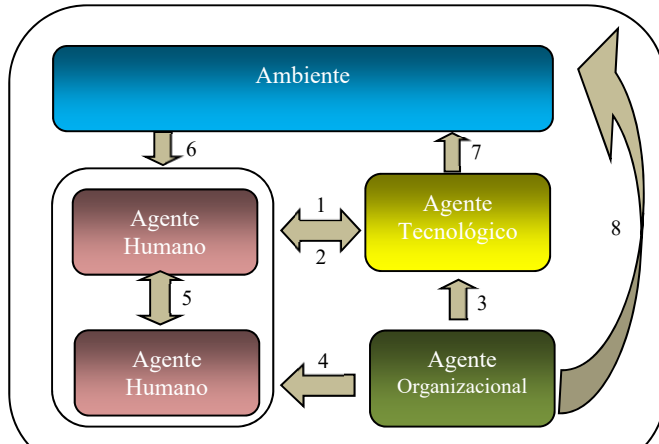 Ambiente
6
7
Agente
Humano
1
2
Agente
Tecnológico
8
5
3
Agente
Humano
4
Agente
Organizacional